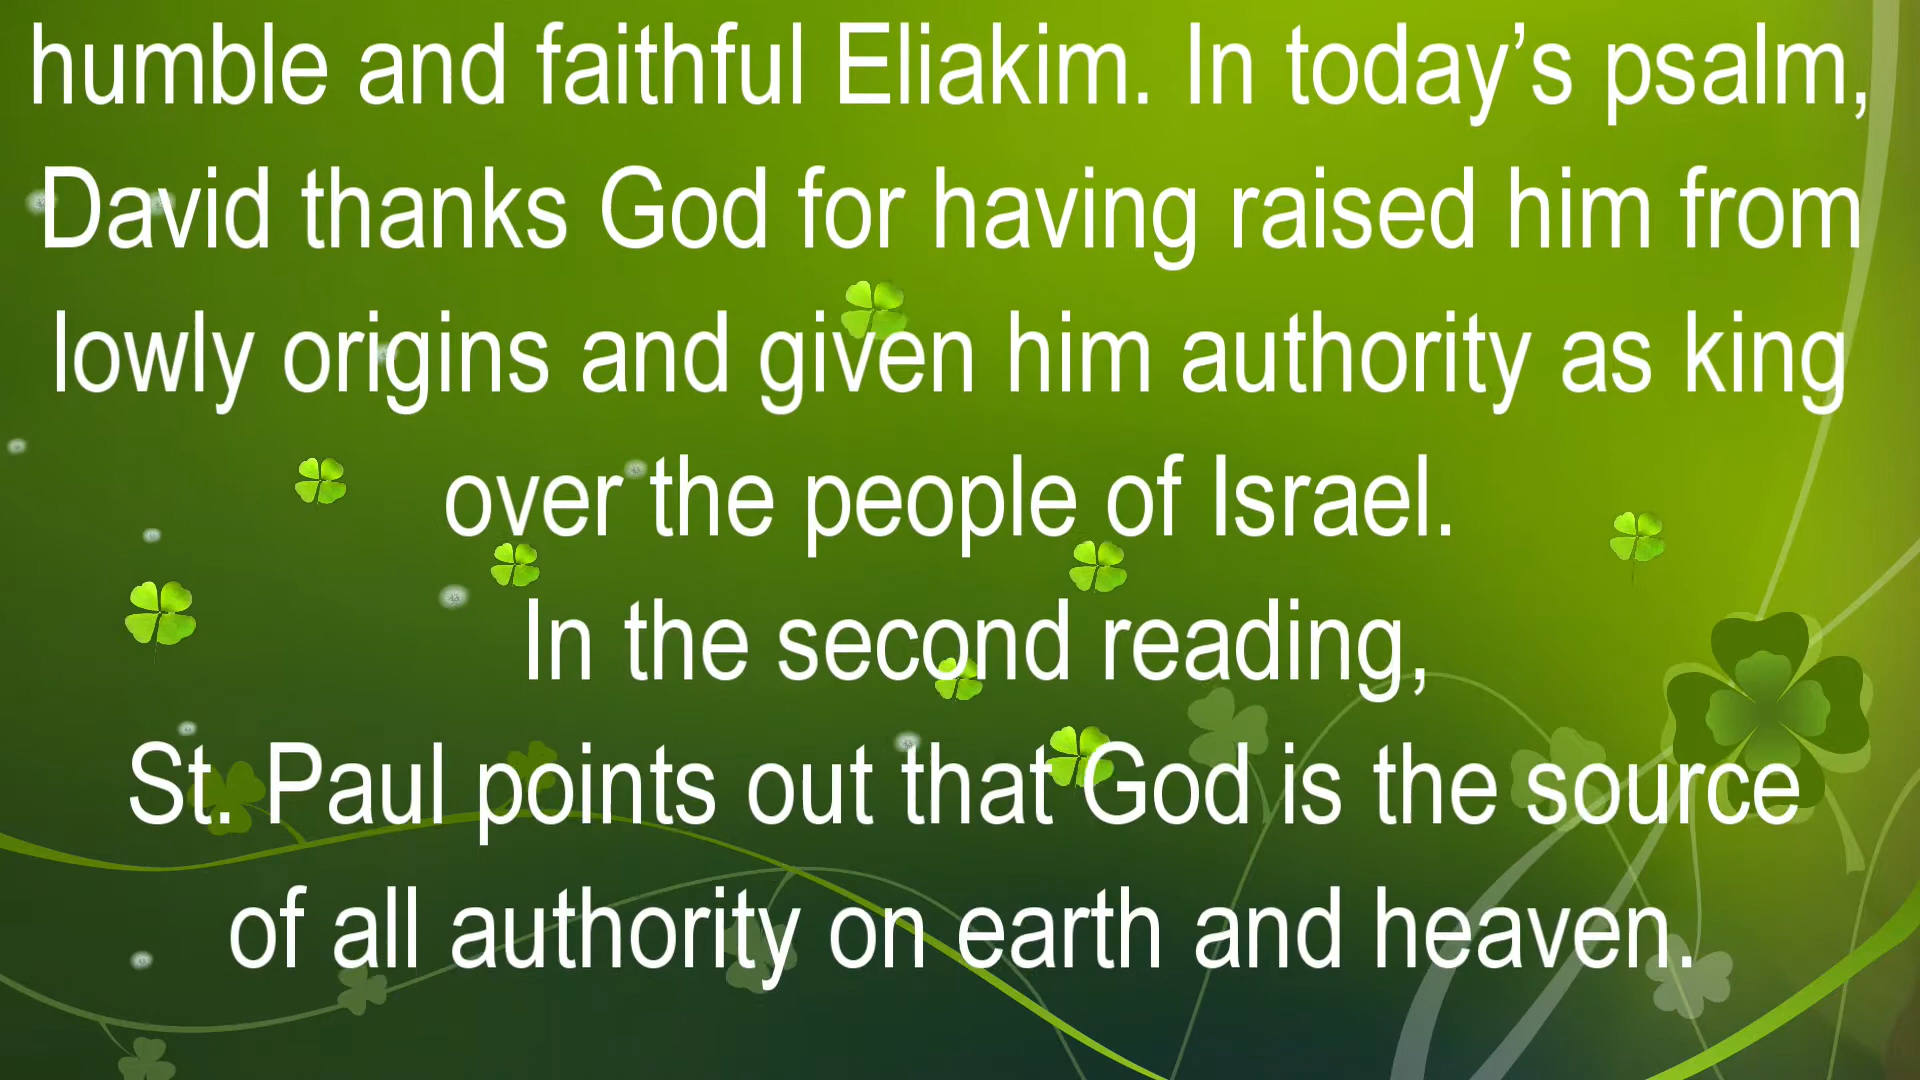 humble and faithful Eliakim. In today’s psalm,
David thanks God for having raised him from
lowly origins and given him authority as king
over the people of Israel.
In the second reading,
St. Paul points out that God is the source
of all authority on earth and heaven.